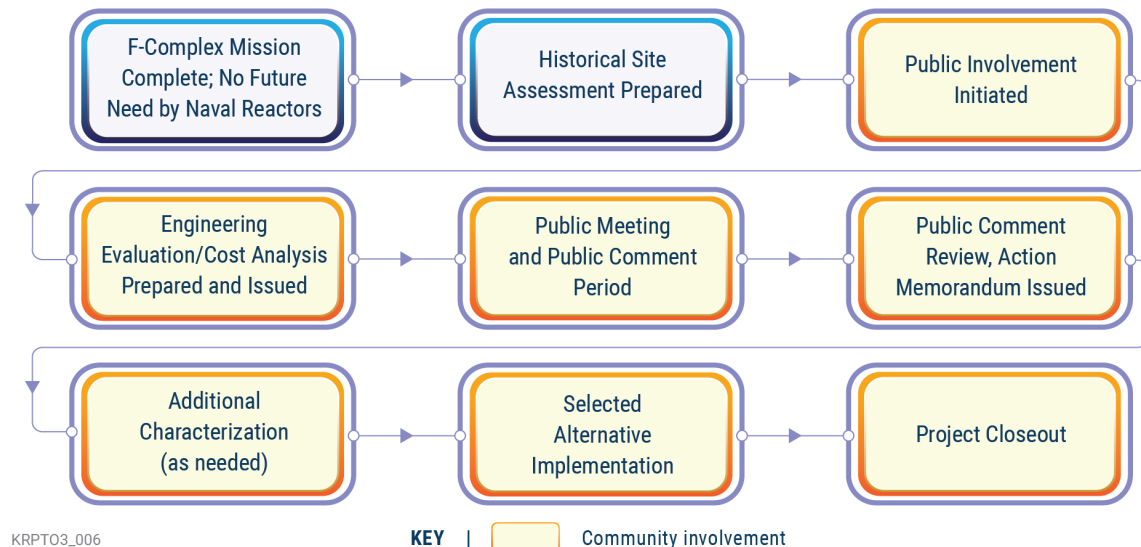 F-Complex Mission
Complete; No Future
Need by Naval Reactors
Historical Site
Assessment Prepared
Public Involvement
Initiated
Engineering
Evaluation/Cost Analysis
Prepared and Issued
Public Meeting
and Public Comment
Period
Public Comment
Review, Action
Memorandum Issued
Additional
Characterization
(as needed)
Selected
Alternative
Implementation
Project Closeout
KRPTO3_006
KEY | Community involvement